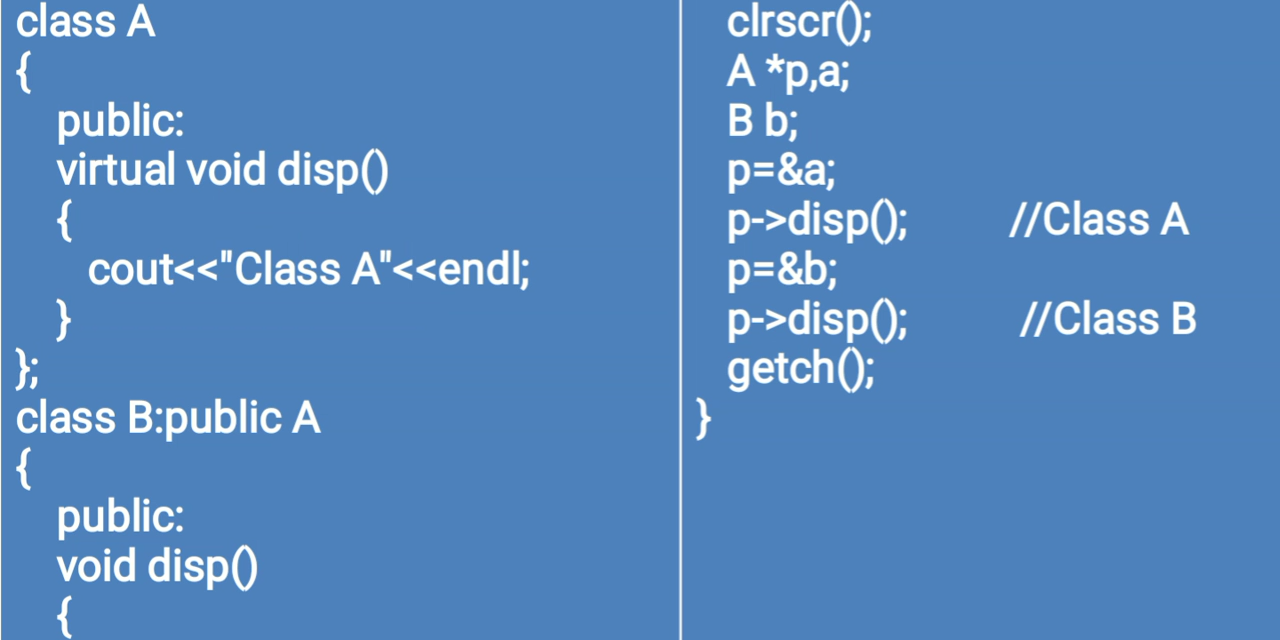 class A
{
public:
virtual void disp()
{
cout<<"Class A"<<endl;
}
};
class B:public A
{
public:
void disp()
{
clrscr();
A *p,a;
B b;
p=&a;
p->disp(); //Class A
p=&b;
p->disp(); //Class B
getch();
}